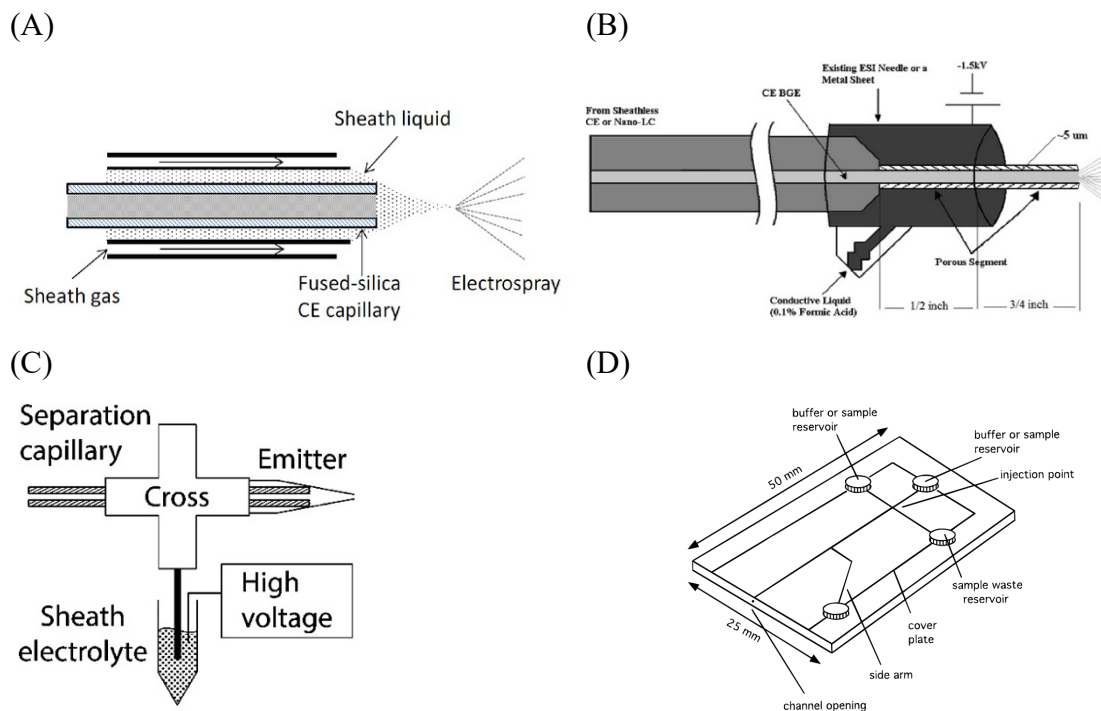 (A)
Sheath liquid
Sheath gas
Fused-silica
CE capillary
Electrospray
(B)
Existing ESI Needle or a
Metal Sheet
~1.5kV
CE BGE
From Sheathless
CE or Nano-LC
~5 um
Porous Segment
Conductive Liquid
(0.1% Formic Acid)
1/2 inch
3/4 inch
(C)
Separation
capillary
Emitter
Cross
High
voltage
Sheath
electrolyte
(D)
buffer or sample
reservoir
buffer or sample
reservoir
injection point
50 mm
sample waste
reservoir
cover
plate
25 mm
side arm
channel opening